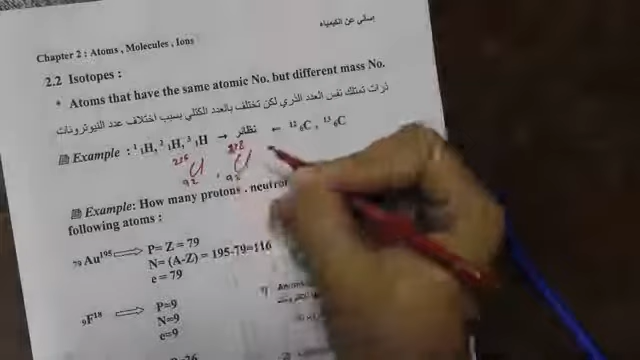 إسألني عن الكيمياء
Chapter 2 : Atoms , Molecules , Ions
2.2 Isotopes :
* Atoms that have the same atomic No. but different mass No.
ذرات تمتلك نفس العدد الذري لكن تختلف بالعدد الكتلي بسبب اختلاف عدد النيوترونات
Example : ¹₁H, ²₁H, ³₁H → نظائر ← ¹²₆C , ¹³₆C
U , U
92
Example: How many protons , neutron
following atoms :
₇₉Au¹⁹⁵ ⟹ P= Z = 79
N= (A-Z) = 195-79=116
e = 79
₉F¹⁸ ⟹ P=9
N=9
e=9